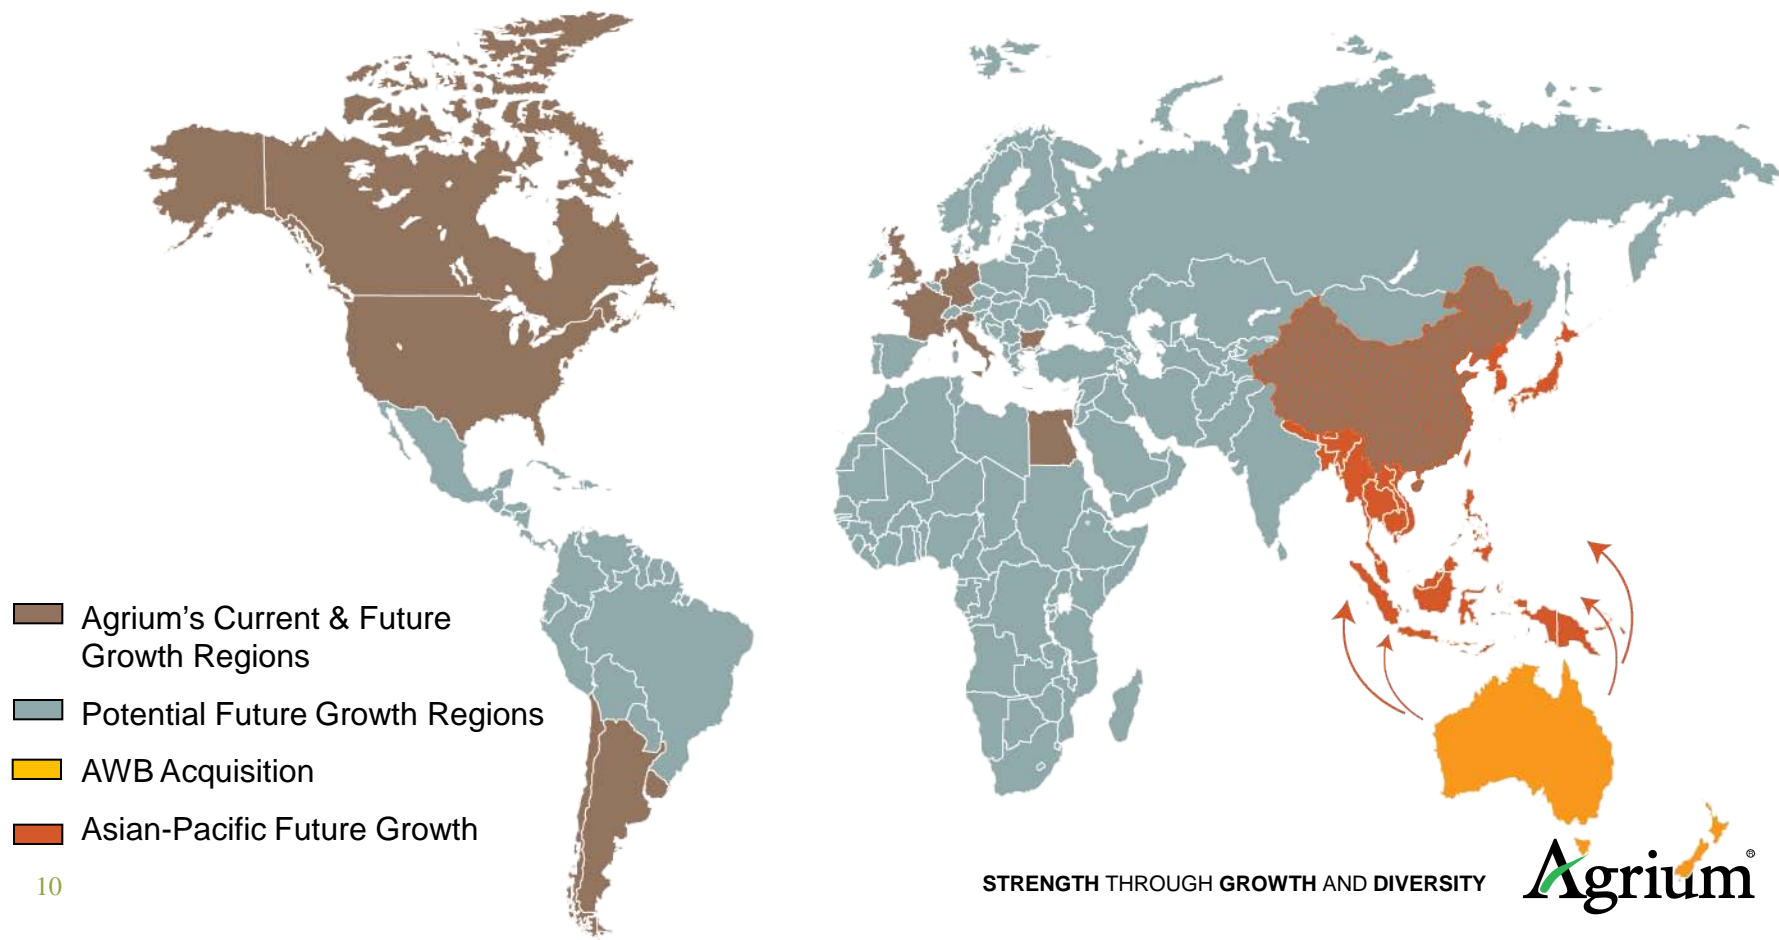 Agrium’s Current & Future
Growth Regions
Potential Future Growth Regions
AWB Acquisition
Asian-Pacific Future Growth
10
STRENGTH THROUGH GROWTH AND DIVERSITY
Agrium®